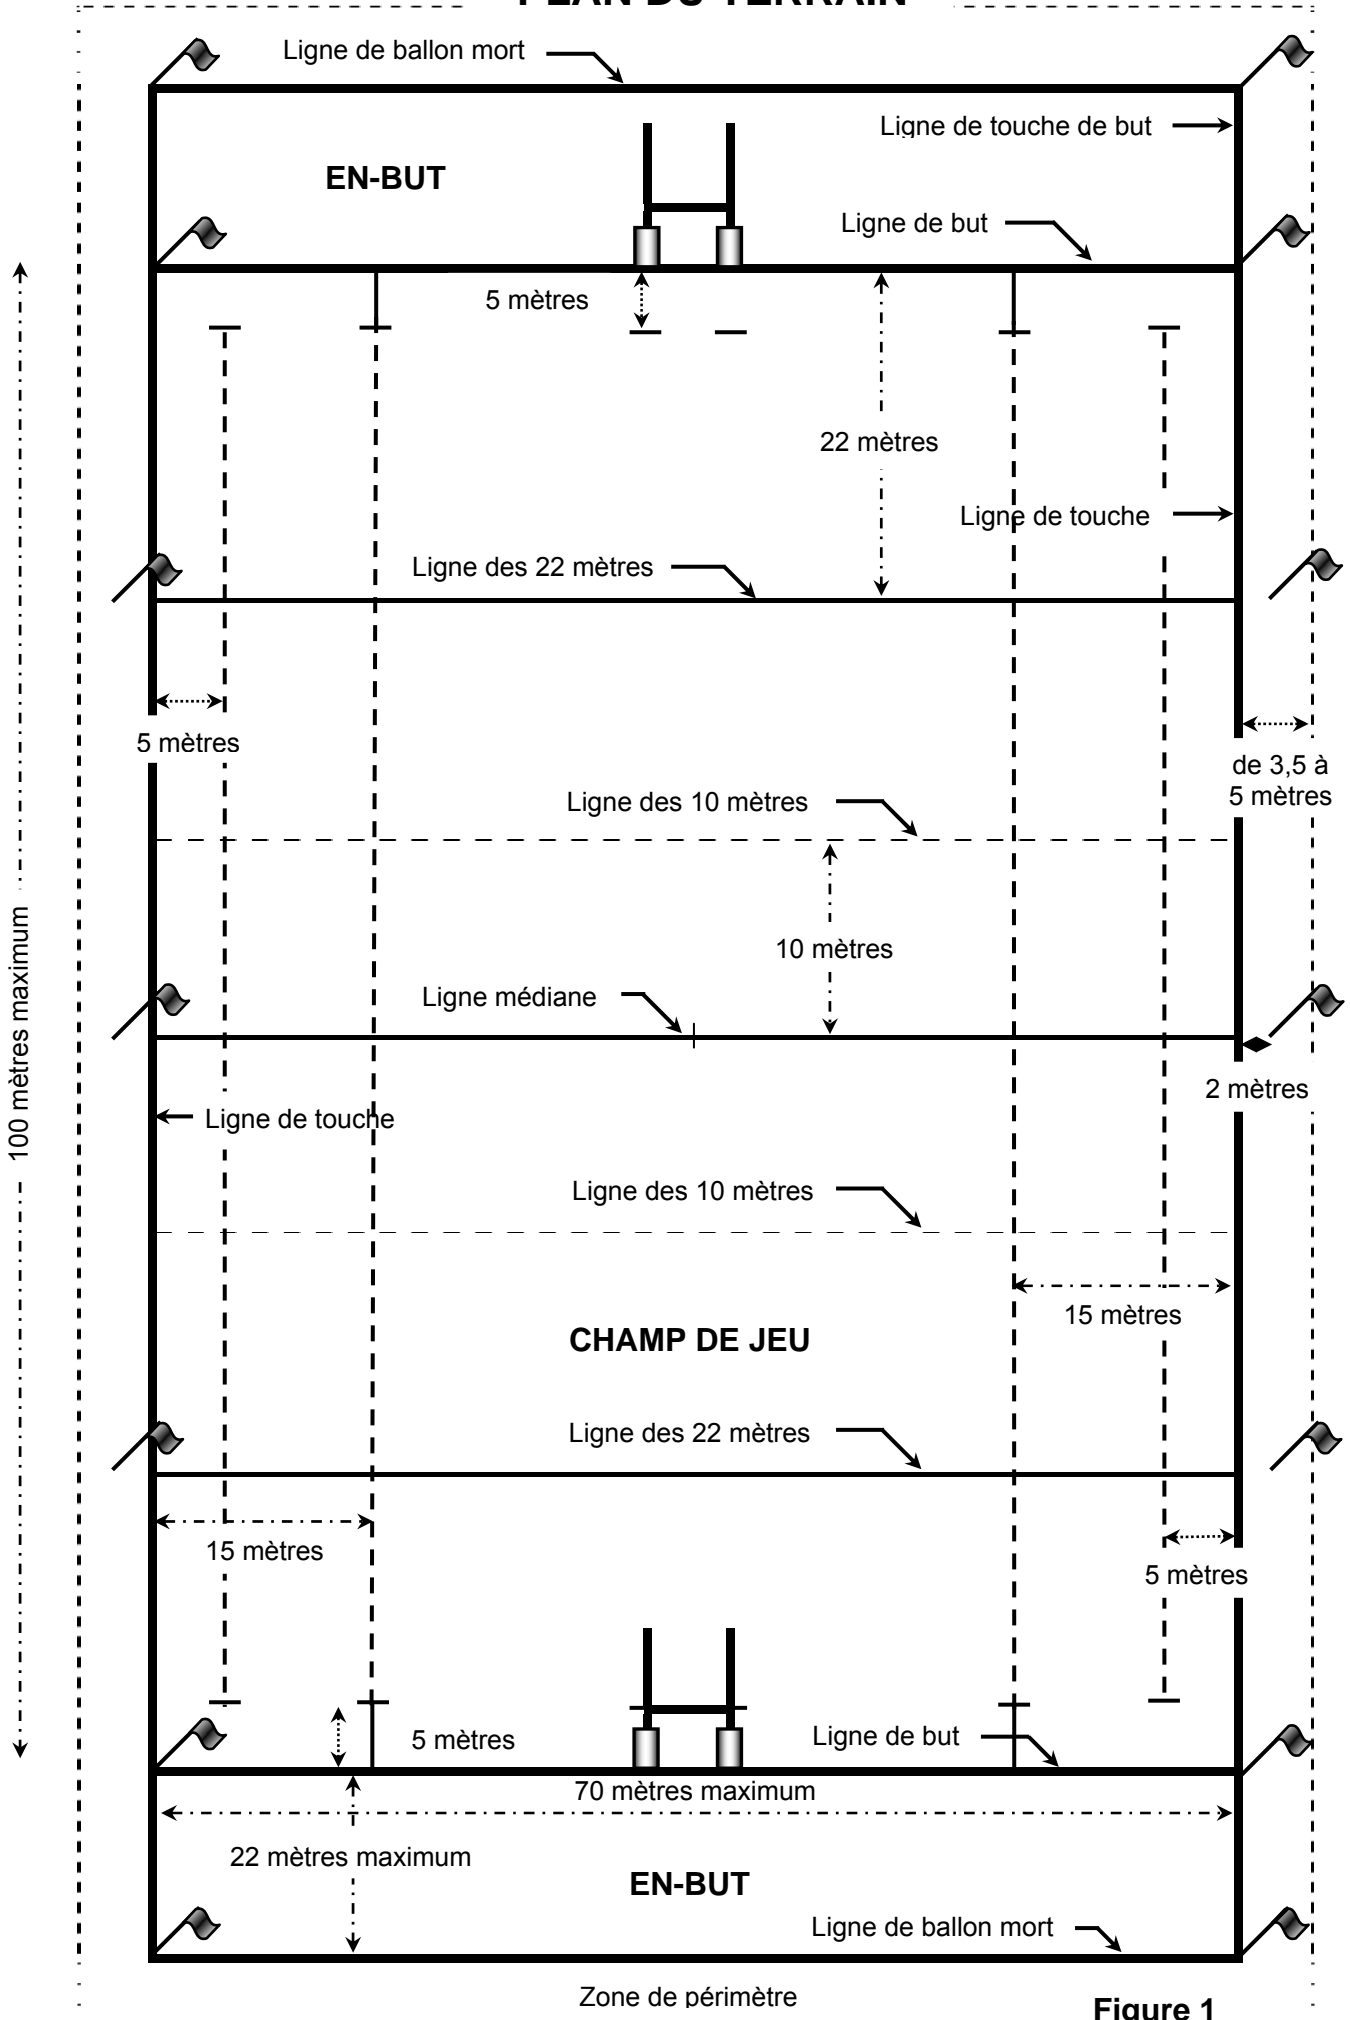 PLAN DU TERRAIN
Ligne de ballon mort
Ligne de touche de but
EN-BUT
Ligne de but
5 mètres
22 mètres
Ligne de touche
Ligne des 22 mètres
5 mètres
de 3,5 à
5 mètres
Ligne des 10 mètres
10 mètres
100 mètres maximum
Ligne médiane
2 mètres
Ligne de touche
Ligne des 10 mètres
15 mètres
CHAMP DE JEU
Ligne des 22 mètres
15 mètres
5 mètres
5 mètres
Ligne de but
70 mètres maximum
22 mètres maximum
EN-BUT
Ligne de ballon mort
Zone de périmètre
Figure 1